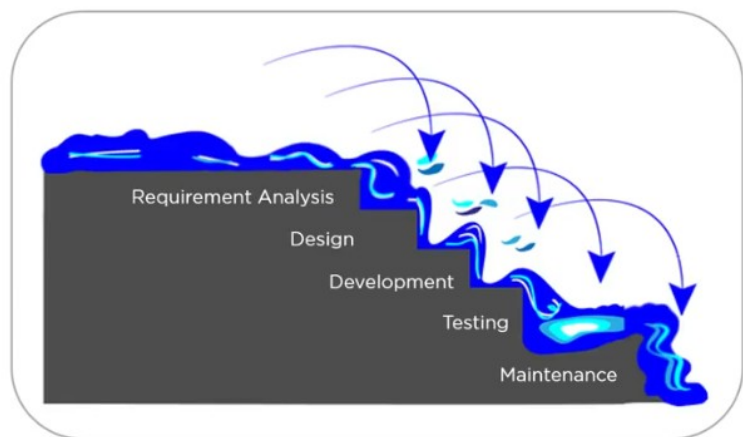 Requirement Analysis
Design
Development
Testing
Maintenance